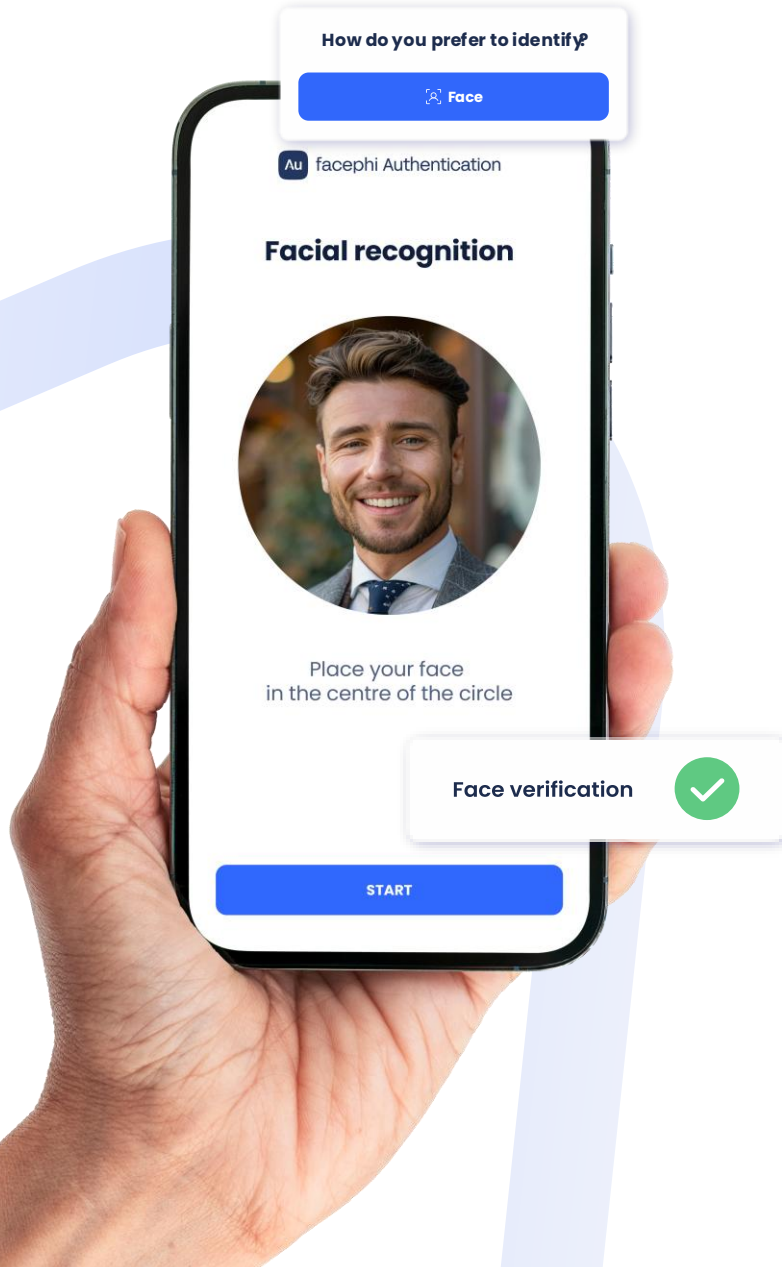 How do you prefer to identify?
Face
Au facephi Authentication
Facial recognition
Place your face
in the centre of the circle
Face verification
START